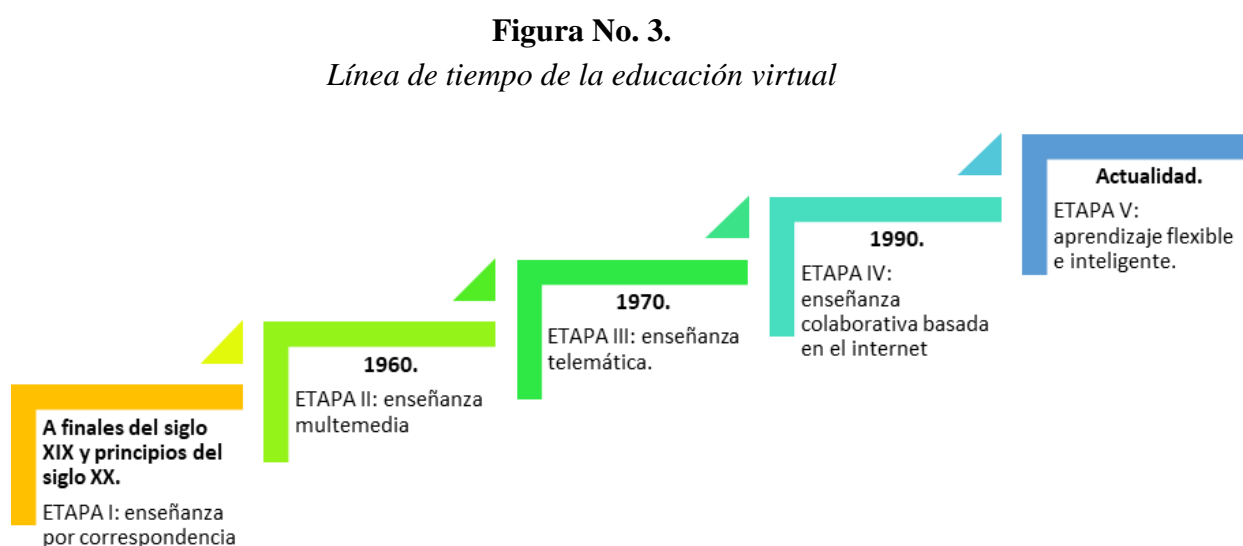 Figura No. 3.
Línea de tiempo de la educación virtual
A finales del siglo
XIX y principios del
siglo XX.
ETAPA I: enseñanza
por correspondencia
1960.
ETAPA II: enseñanza
multemedia
1970.
ETAPA III: enseñanza
telemática.
1990.
ETAPA IV:
enseñanza
colaborativa basada
en el internet
Actualidad.
ETAPA V:
aprendizaje flexible
e inteligente.